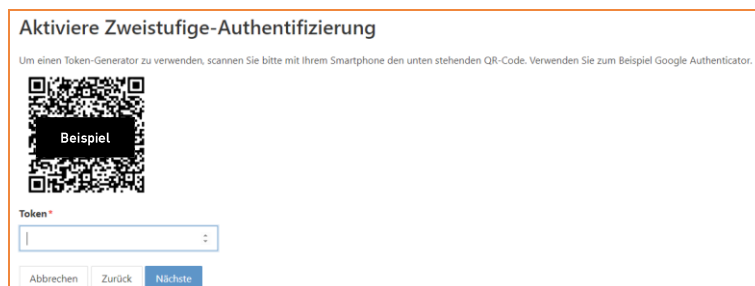 Aktiviere Zweistufige-Authentifizierung
Um einen Token-Generator zu verwenden, scannen Sie bitte mit Ihrem Smartphone den unten stehenden QR-Code. Verwenden Sie zum Beispiel Google Authenticator.
Beispiel
Token*
Abbrechen Zurück Nächste